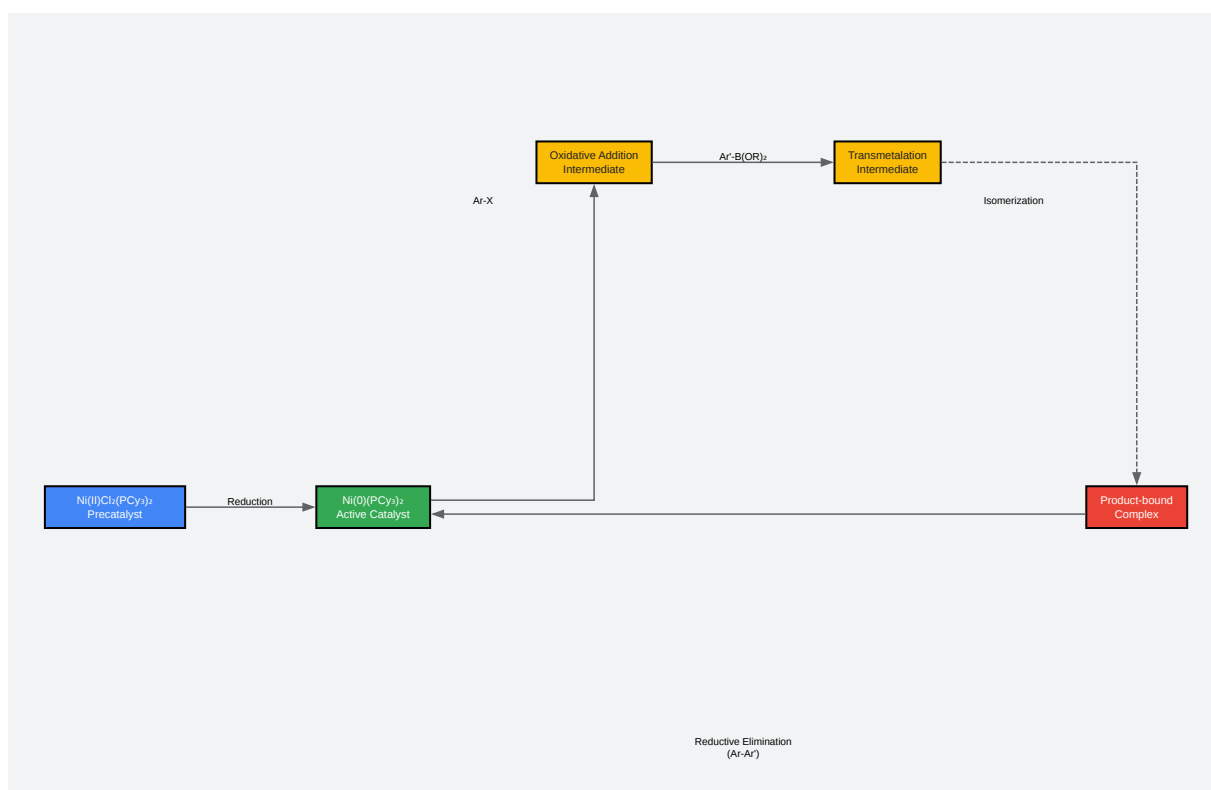 Oxidative Addition
Intermediate
Ar'-B(OR)₂
Transmetalation
Intermediate
Ar-X
Isomerization
Ni(II)Cl₂(PCy₃)₂
Precatalyst
Reduction
Ni(0)(PCy₃)₂
Active Catalyst
Product-bound
Complex
Reductive Elimination
(Ar-Ar')